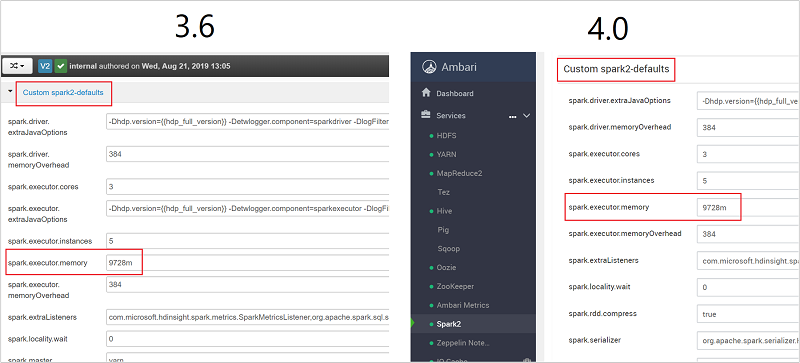 3.6
4.0
V2 internal authored on Wed, Aug 21, 2019 13:05
Custom spark2-defaults
spark.driver.
extraJavaOptions
-Dhdp.version={{hdp_full_version}} -Detwlogger.component=sparkdriver -DlogFilter
spark.driver.
memoryOverhead
384
spark.executor.cores
3
spark.executor.
extraJavaOptions
-Dhdp.version={{hdp_full_version}} -Detwlogger.component=sparkexecutor -DlogFilt
spark.executor.instances
5
spark.executor.memory
9728m
spark.executor.
memoryOverhead
384
spark.extraListeners
com.microsoft.hdinsight.spark.metrics.SparkMetricsListener,org.apache.spark.sql.s
spark.locality.wait
0
spark.master
yarn
Ambari
Dashboard
Services
HDFS
YARN
MapReduce2
Tez
Hive
Pig
Sqoop
Oozie
ZooKeeper
Ambari Metrics
Spark2
Zeppelin Note...
IO Cache
Custom spark2-defaults
spark.driver.extraJavaOptions
-Dhdp.version={{hdp_full_v
spark.driver.memoryOverhead
384
spark.executor.cores
3
spark.executor.instances
5
spark.executor.memory
9728m
spark.executor.memoryOverhead
384
spark.extraListeners
com.microsoft.hdinsight.spa
spark.locality.wait
0
spark.rdd.compress
true
spark.serializer
org.apache.spark.serializer.